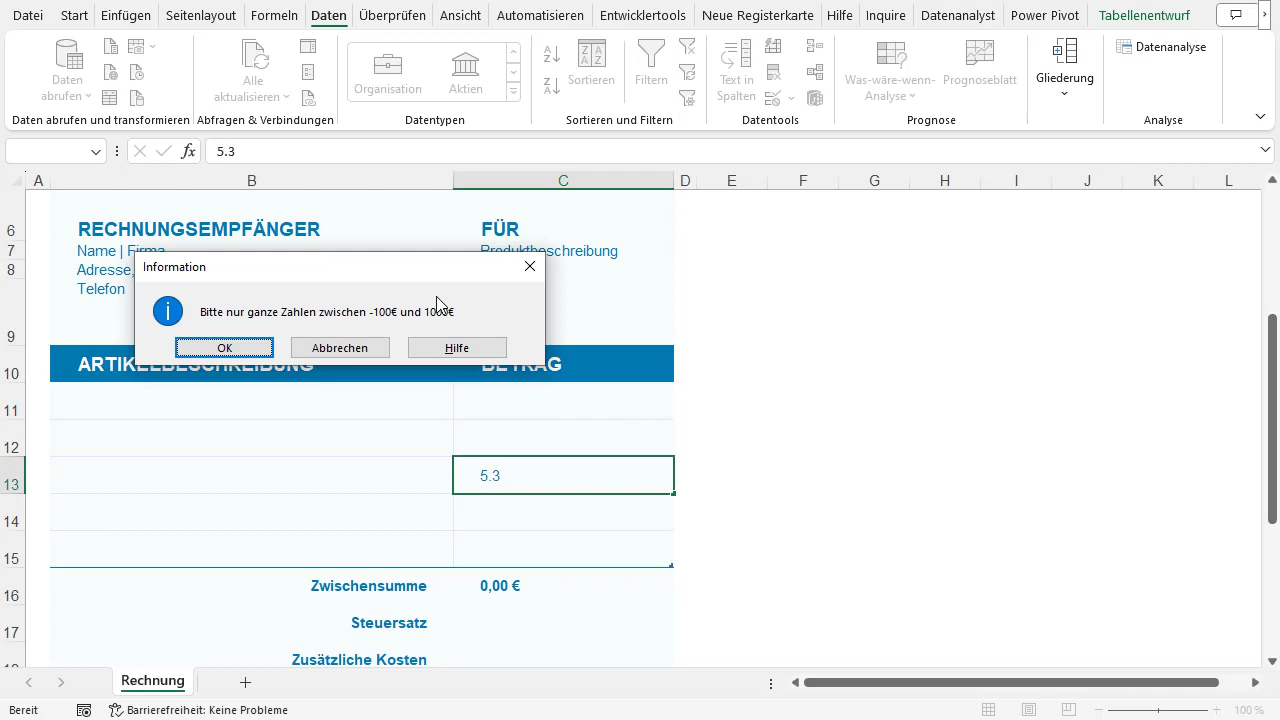 Datei Start Einfügen Seitenlayout Formeln Daten Überprüfen Ansicht Automatisieren Entwicklertools Neue Registerkarte Hilfe Inquire Datenanalyse Power Pivot Tabellenentwurf
Daten abrufen
Alle aktualisieren
Organisation
Aktien
Sortieren
Filtern
Text in Spalten
Was-wäre-wenn-Analyse
Prognoseblatt
Gliederung
Datenanalyse
Daten abrufen und transformieren Abfragen & Verbindungen Datentypen Sortieren und Filtern Datentools Prognose Analyse
fx 5.3
A B C D E F G H I J K L
6 RECHNUNGSEMPFÄNGER FÜR
7 Name | Firma Produktbeschreibung
8 Adresse,
Telefon
9
Information
Bitte nur ganze Zahlen zwischen -100€ und 1000€
OK Abbrechen Hilfe
10 ARTIKELBESCHREIBUNG BETRAG
11
12
13 5.3
14
15
16 Zwischensumme 0,00 €
17 Steuersatz
Zusätzliche Kosten
Rechnung
Bereit Barrierefreiheit: Keine Probleme 100 %